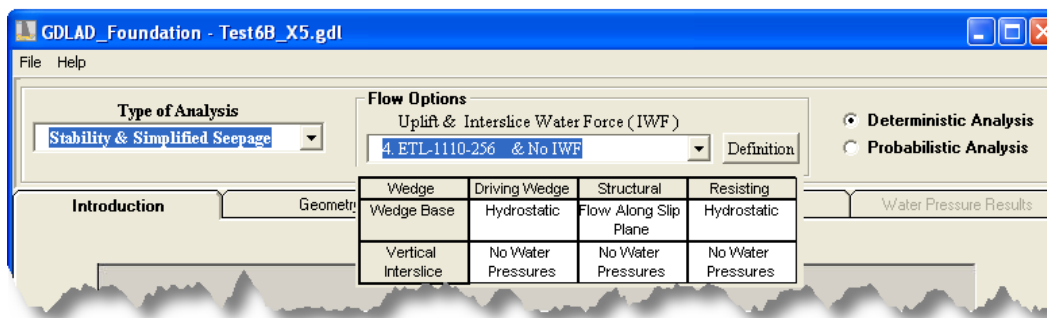 GDLAD_Foundation - Test6B_X5.gdl
File Help
Type of Analysis
Stability & Simplified Seepage
Flow Options
Uplift & Interslice Water Force ( IWF )
4. ETL-1110-256 & No IWF
Definition
Deterministic Analysis
Probabilistic Analysis
Introduction
Water Pressure Results
Wedge Driving Wedge Structural Resisting
Wedge Base Hydrostatic Flow Along Slip Hydrostatic
Plane
Vertical No Water No Water No Water
Interslice Pressures Pressures Pressures